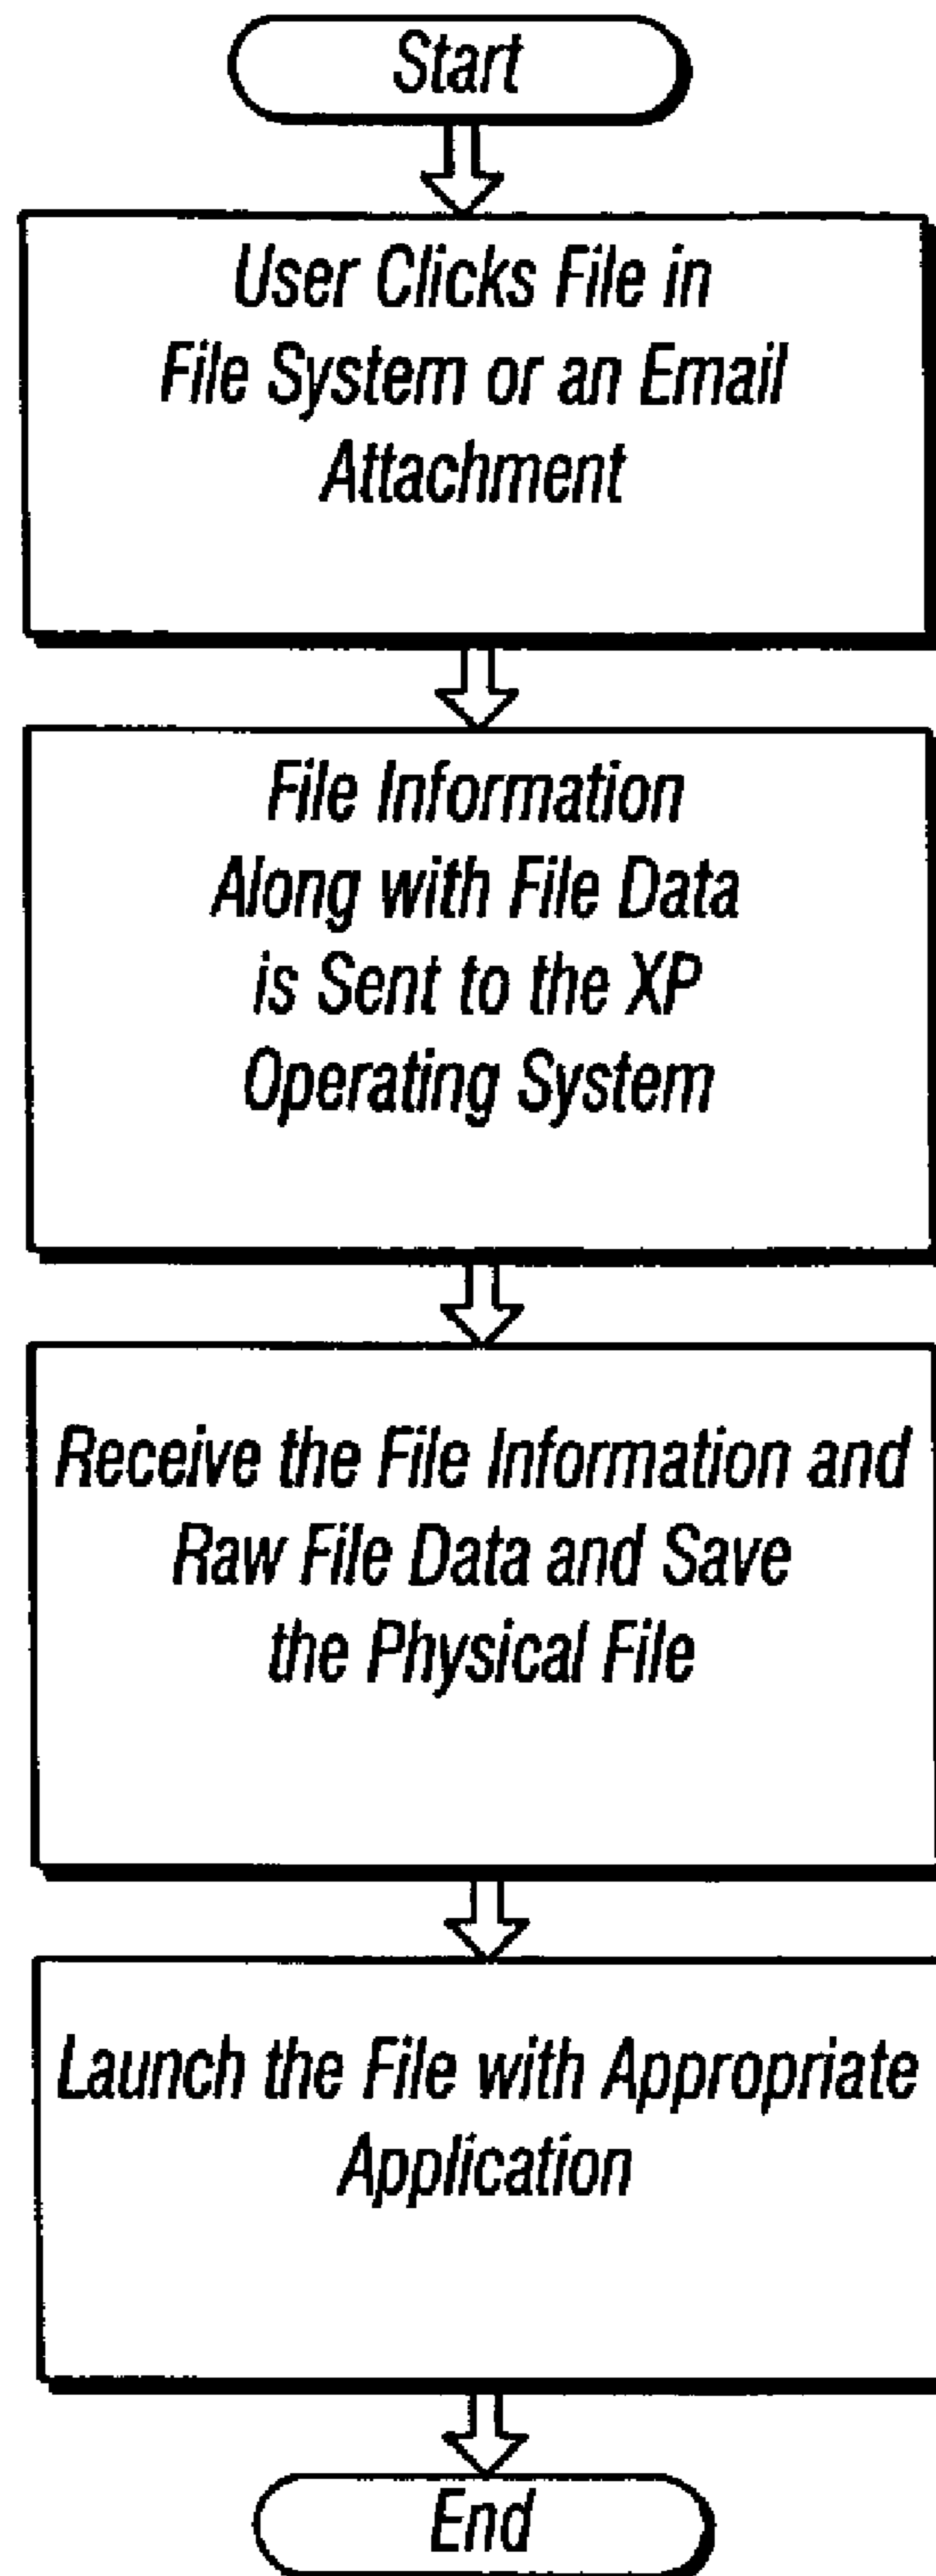 Start
User Clicks File in
File System or an Email
Attachment
File Information
Along with File Data
is Sent to the XP
Operating System
Receive the File Information and
Raw File Data and Save
the Physical File
Launch the File with Appropriate
Application
End